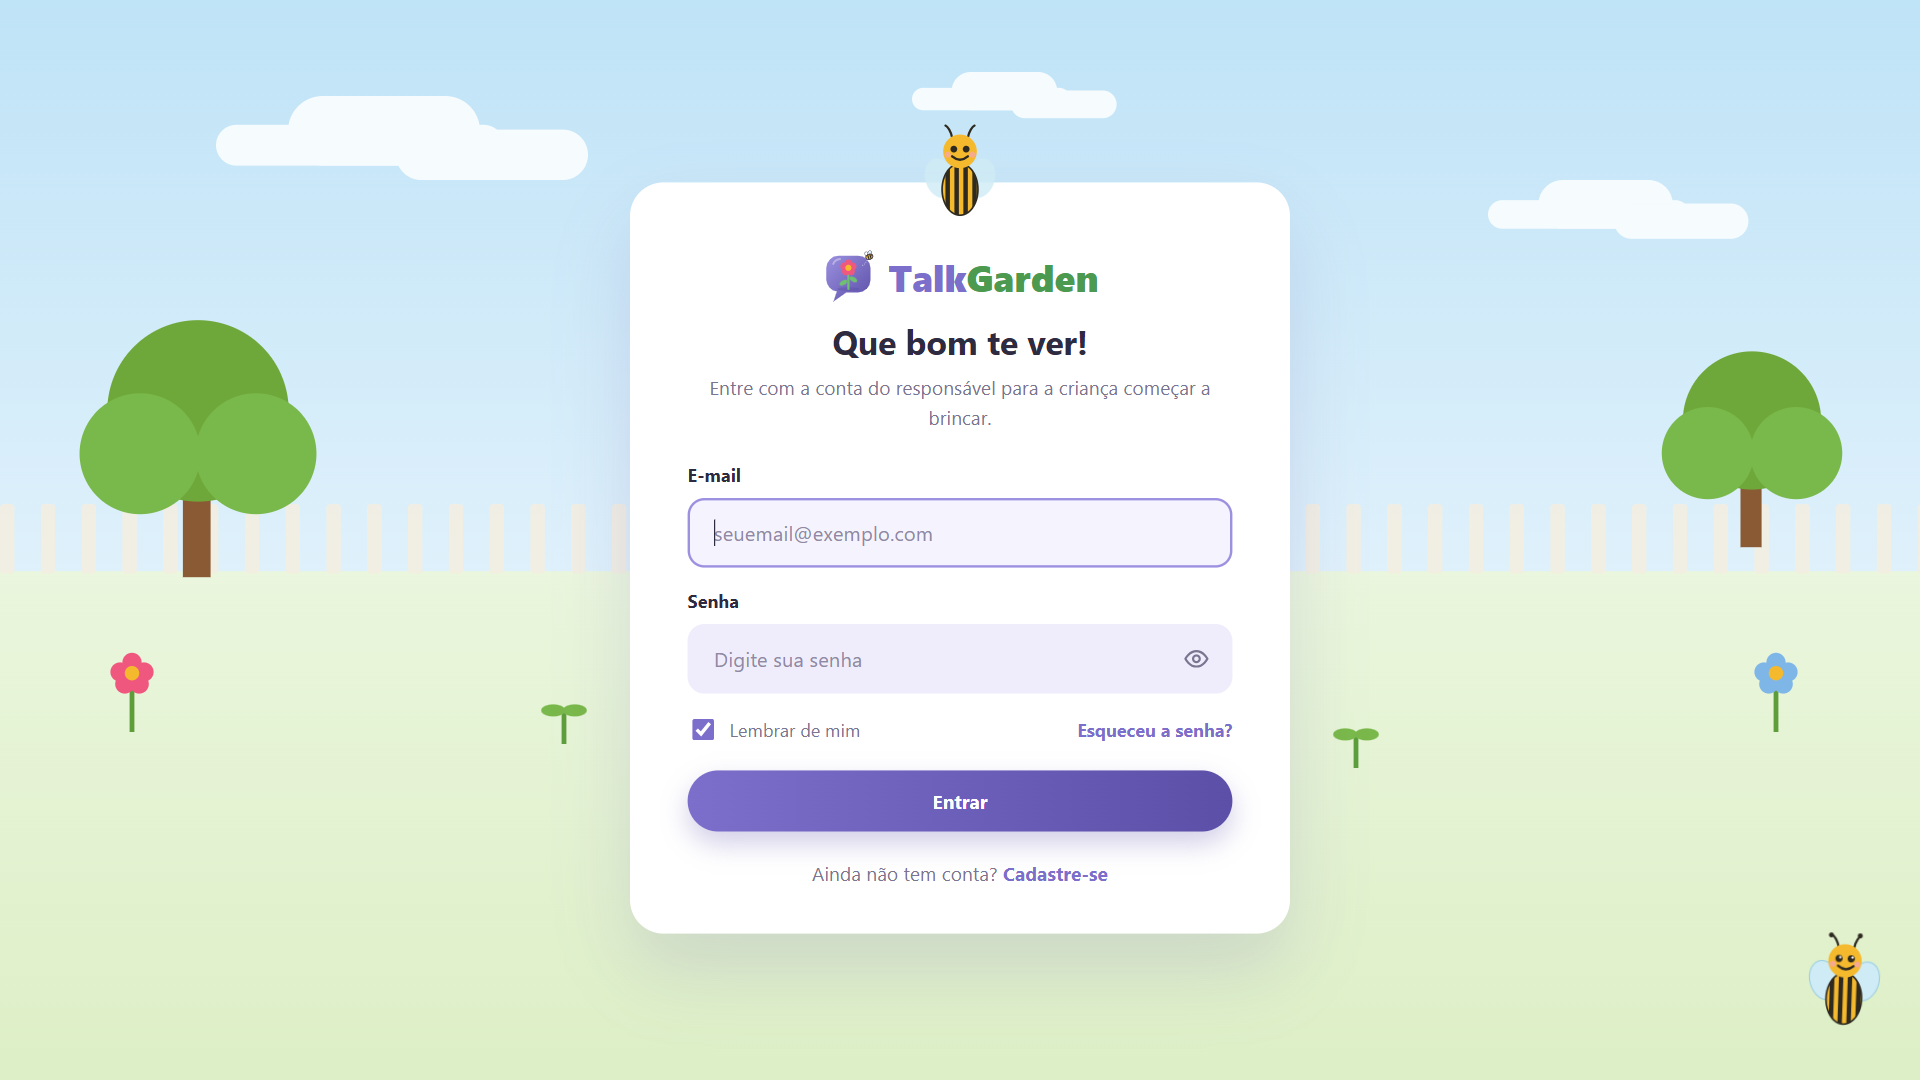 TalkGarden
Que bom te ver!
Entre com a conta do responsável para a criança começar a
brincar.
E-mail
seuemail@exemplo.com
Senha
Digite sua senha
Lembrar de mim
Esqueceu a senha?
Entrar
Ainda não tem conta? Cadastre-se